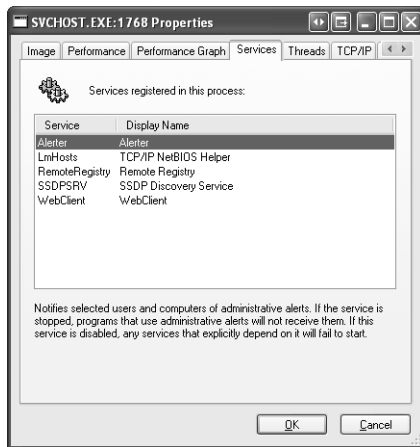 SVCHOST.EXE:1768 Properties
Image Performance Performance Graph Services Threads TCP/IP
Services registered in this process:
Service Display Name
Alerter Alerter
LmHosts TCP/IP NetBIOS Helper
RemoteRegistry Remote Registry
SSDPSRV SSDP Discovery Service
WebClient WebClient
Notifies selected users and computers of administrative alerts. If the service is
stopped, programs that use administrative alerts will not receive them. If this
service is disabled, any services that explicitly depend on it will fail to start.
OK Cancel